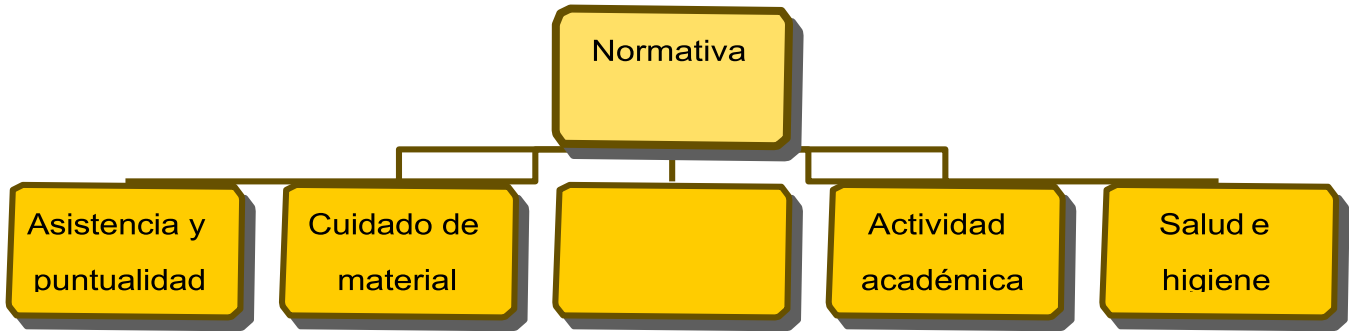 Normativa
Asistencia y
puntualidad
Cuidado de
material
Actividad
académica
Salud e
higiene